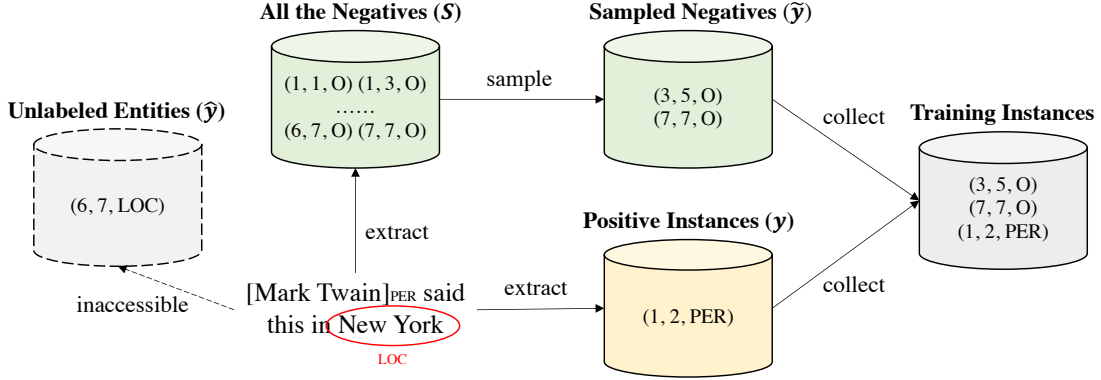 All the Negatives (S)
Sampled Negatives (ỹ)
(1, 1, O) (1, 3, O)
......
(6, 7, O) (7, 7, O)
sample
(3, 5, O)
(7, 7, O)
Unlabeled Entities (ŷ)
(6, 7, LOC)
collect
Training Instances
(3, 5, O)
(7, 7, O)
(1, 2, PER)
extract
Positive Instances (y)
inaccessible
[Mark Twain]PER said
this in New York
LOC
extract
(1, 2, PER)
collect